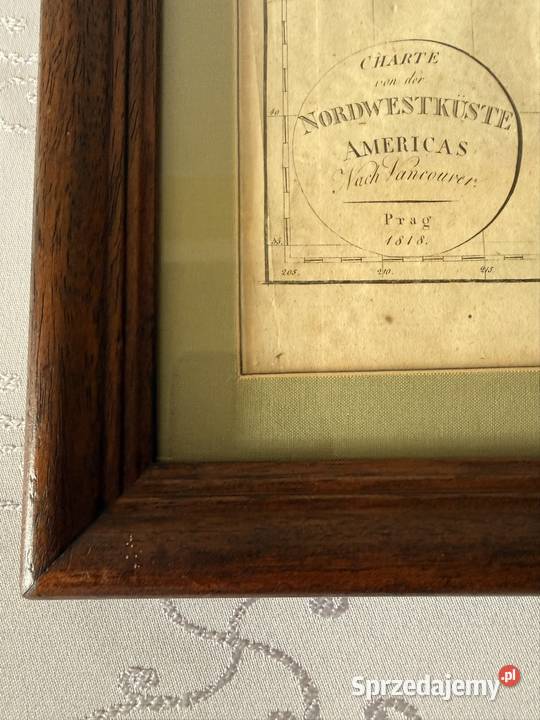 CHARTE
von der
NORDWESTKÜSTE
AMERICAS
Nach Vancouver.
Prag
1818.
40
35.
205.
210.
215.
Sprzedajemy.pl